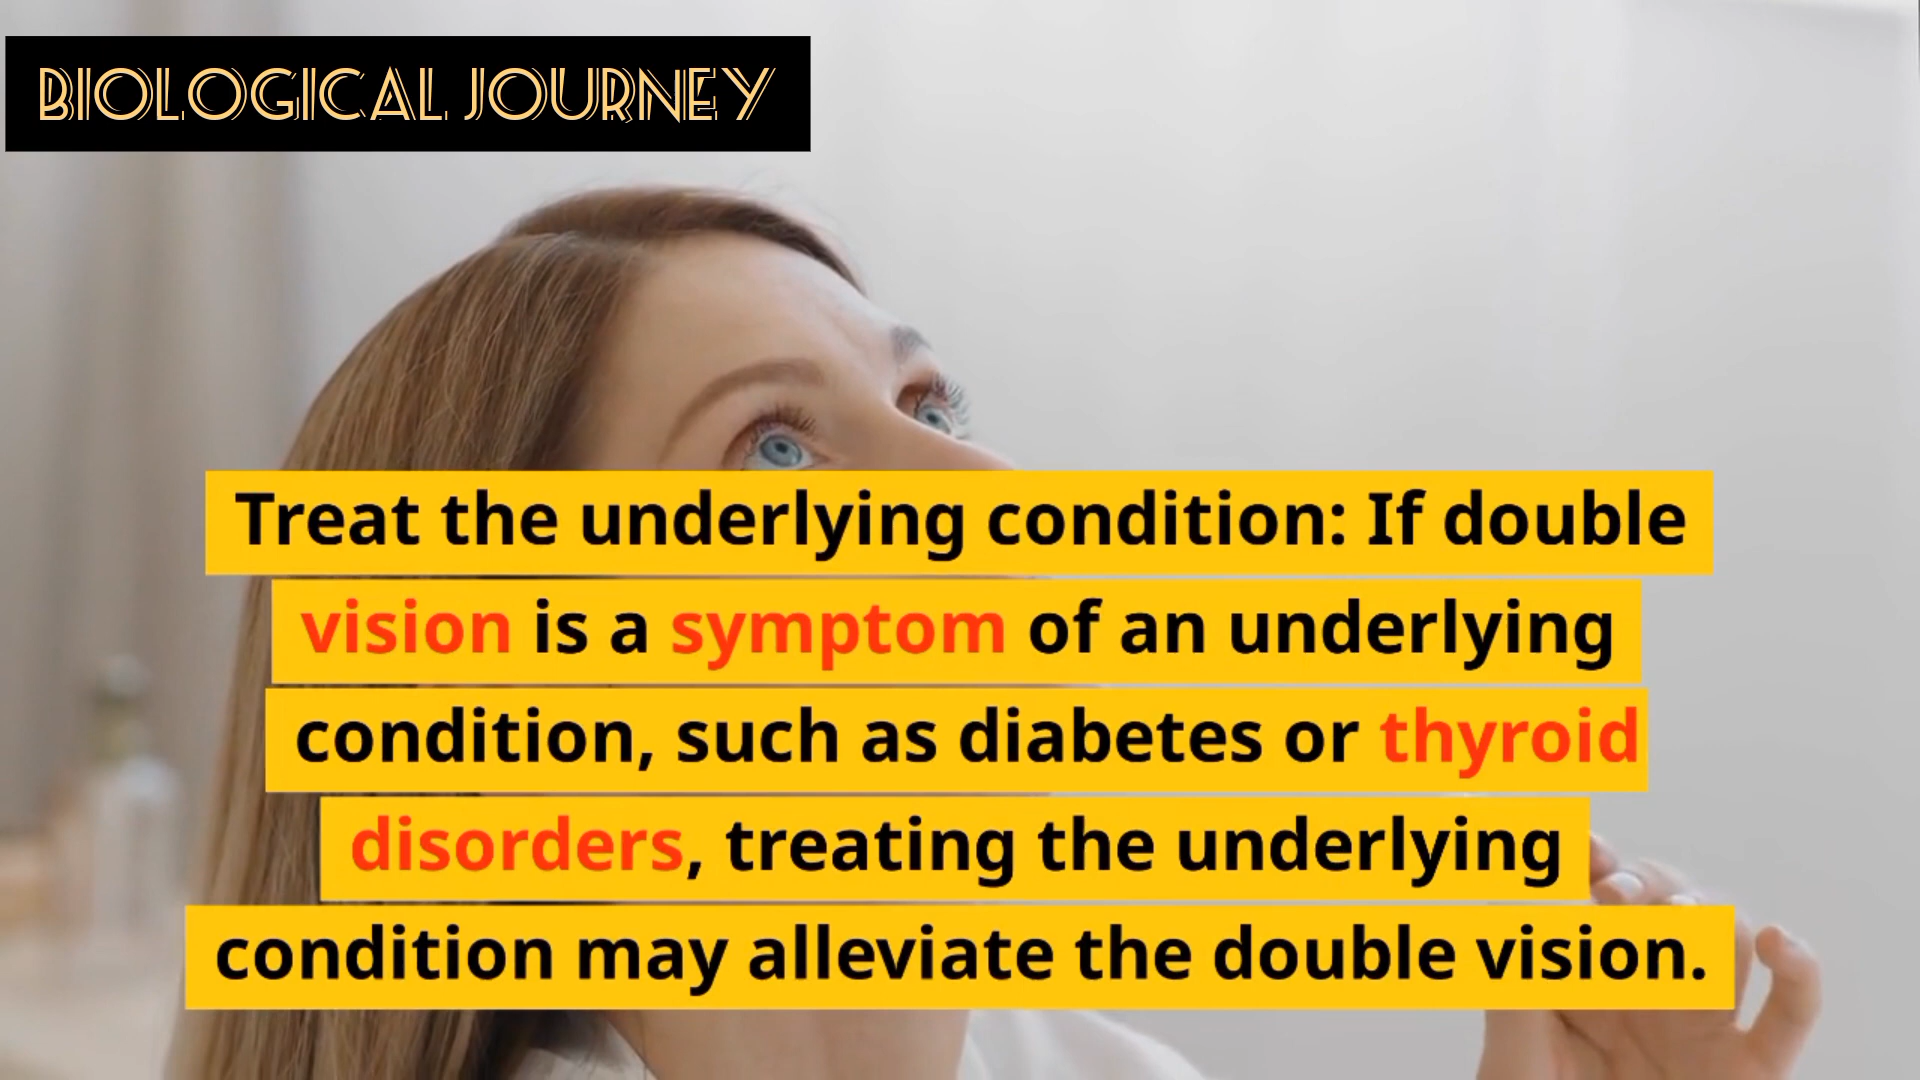 BIOLOGICAL JOURNEY
Treat the underlying condition: If double
vision is a symptom of an underlying
condition, such as diabetes or thyroid
disorders, treating the underlying
condition may alleviate the double vision.